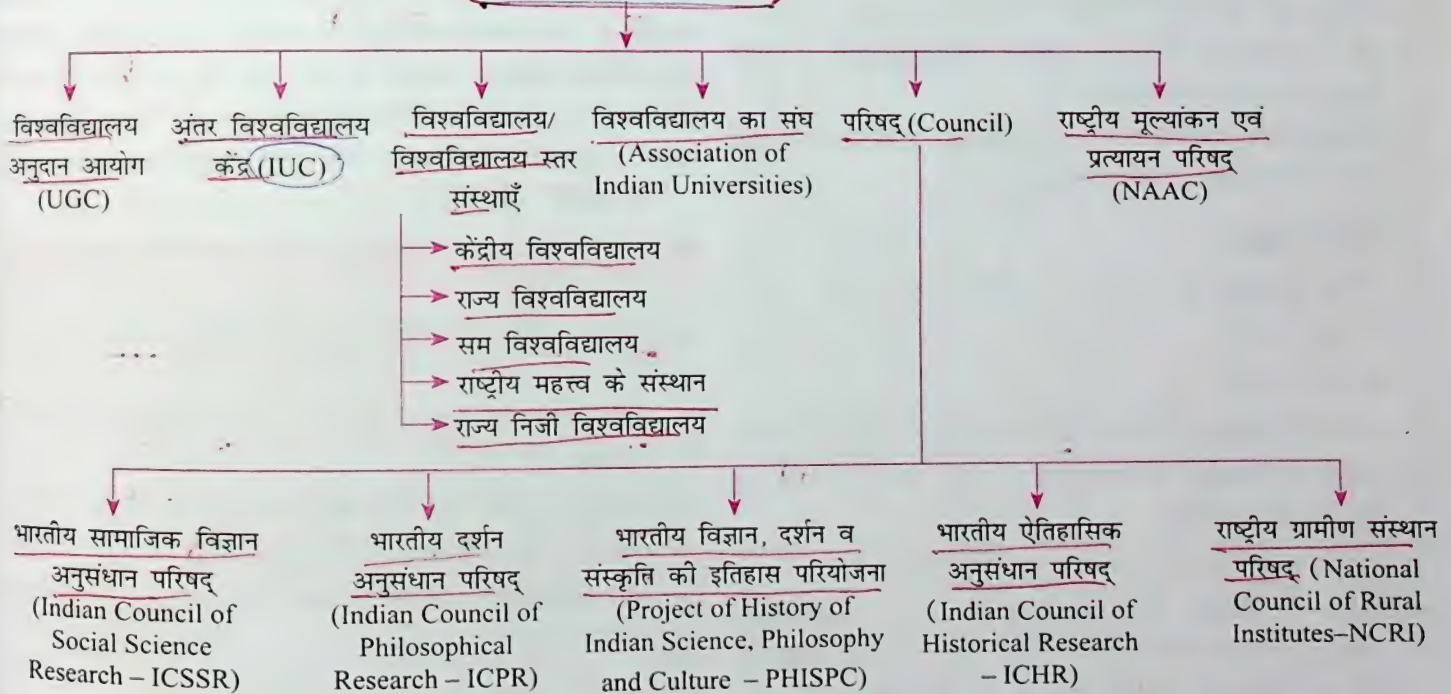 विश्वविद्यालय
अनुदान आयोग
(UGC)
अंतर विश्वविद्यालय
केंद्र (IUC)
विश्वविद्यालय/
विश्वविद्यालय स्तर
संस्थाएँ
केंद्रीय विश्वविद्यालय
राज्य विश्वविद्यालय
सम विश्वविद्यालय
राष्ट्रीय महत्त्व के संस्थान
राज्य निजी विश्वविद्यालय
विश्वविद्यालय का संघ
(Association of
Indian Universities)
परिषद् (Council)
राष्ट्रीय मूल्यांकन एवं
प्रत्यायन परिषद्
(NAAC)
भारतीय सामाजिक विज्ञान
अनुसंधान परिषद्
(Indian Council of
Social Science
Research – ICSSR)
भारतीय दर्शन
अनुसंधान परिषद्
(Indian Council of
Philosophical
Research – ICPR)
भारतीय विज्ञान, दर्शन व
संस्कृति की इतिहास परियोजना
(Project of History of
Indian Science, Philosophy
and Culture – PHISPC)
भारतीय ऐतिहासिक
अनुसंधान परिषद्
(Indian Council of
Historical Research
– ICHR)
राष्ट्रीय ग्रामीण संस्थान
परिषद् (National
Council of Rural
Institutes–NCRI)